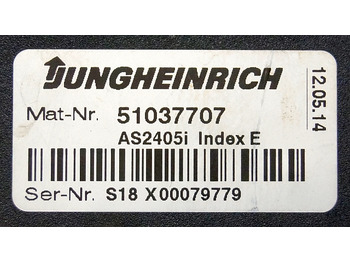 JUNGHEINRICH
Mat-Nr. 51037707
AS2405i Index E
Ser-Nr. S18 X00079779
12.05.14